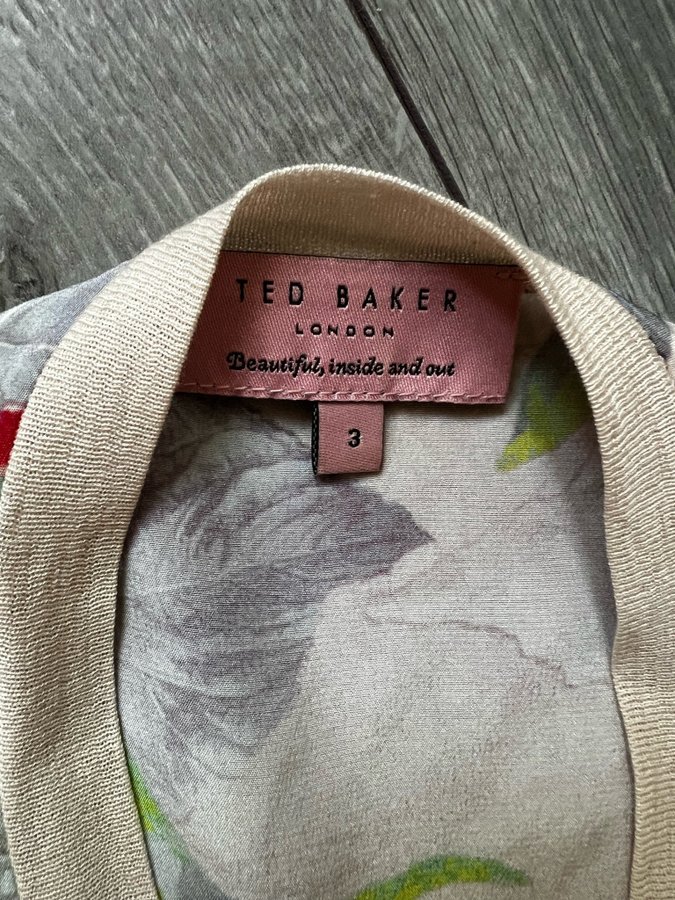 TED BAKER
LONDON
Beautiful, inside and out
3